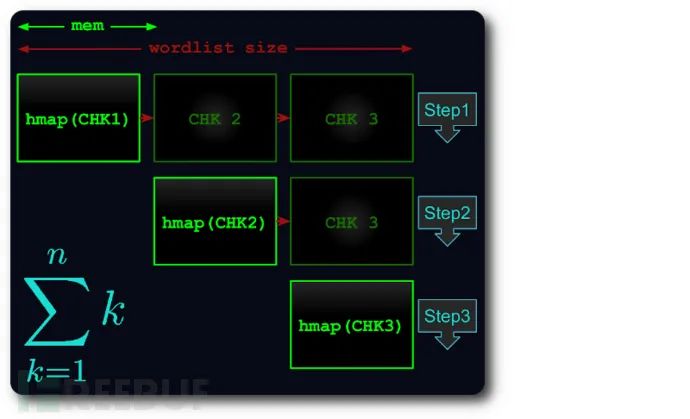 mem
wordlist size
hmap(CHK1)
CHK 2
CHK 3
Step1
hmap(CHK2)
CHK 3
Step2
n
∑ k
k=1
hmap(CHK3)
Step3
FREEBUF